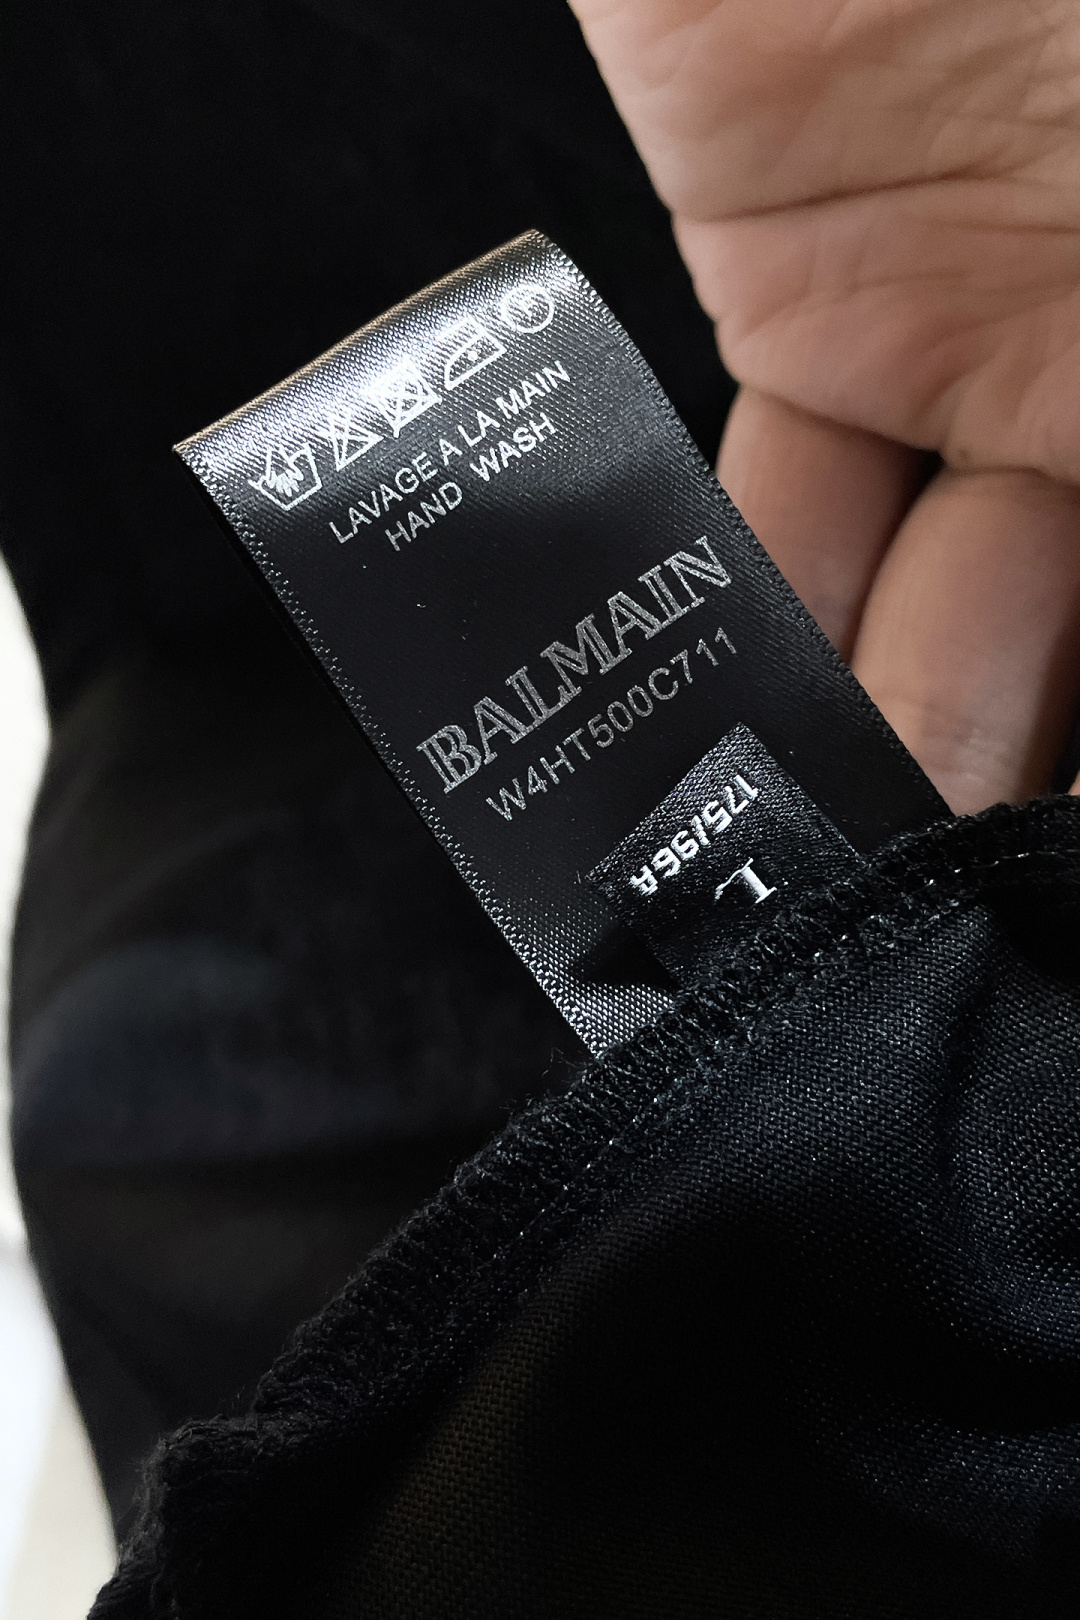 LAVAGE A LA MAIN
HAND WASH
BALMAIN
W4HT500C711
L
175/96A